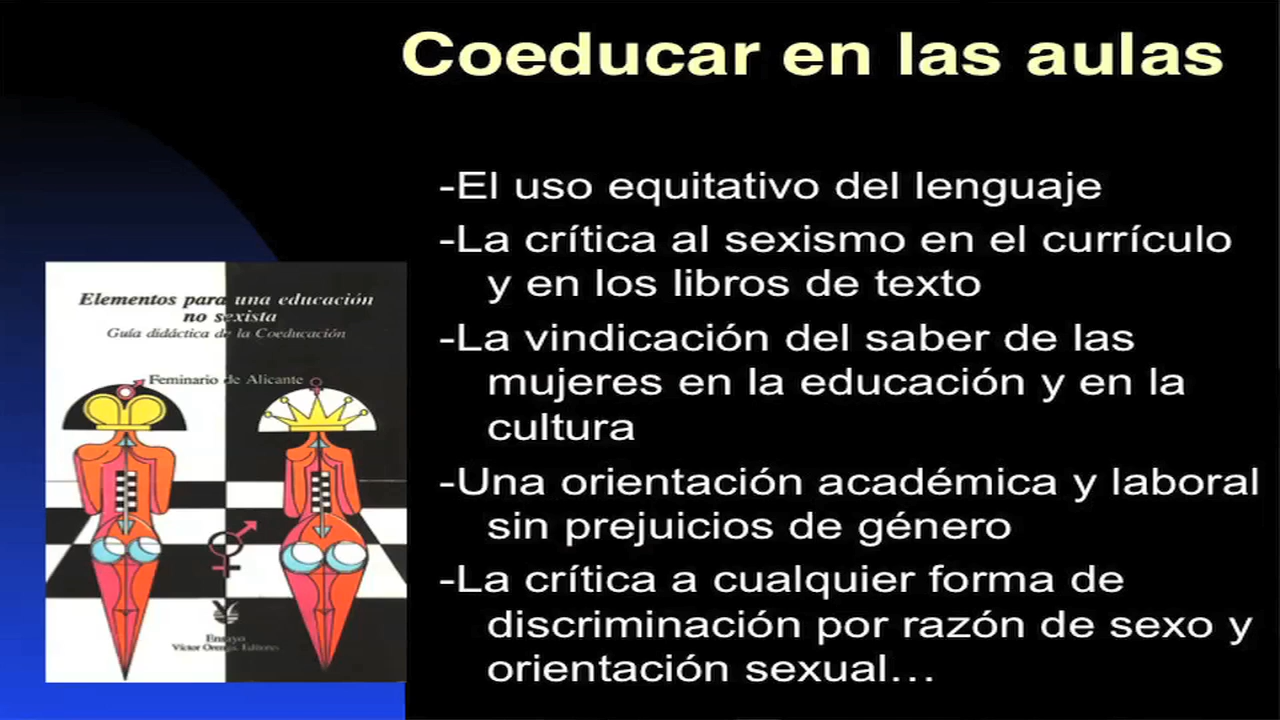 Coeducar en las aulas
-El uso equitativo del lenguaje
-La crítica al sexismo en el currículo
y en los libros de texto
-La vindicación del saber de las
mujeres en la educación y en la
cultura
-Una orientación académica y laboral
sin prejuicios de género
-La crítica a cualquier forma de
discriminación por razón de sexo y
orientación sexual...
Elementos para una educación
no sexista
Guía didáctica de la Coeducación
Feminario de Alicante
Ensayo
Víctor Orenga, Editores